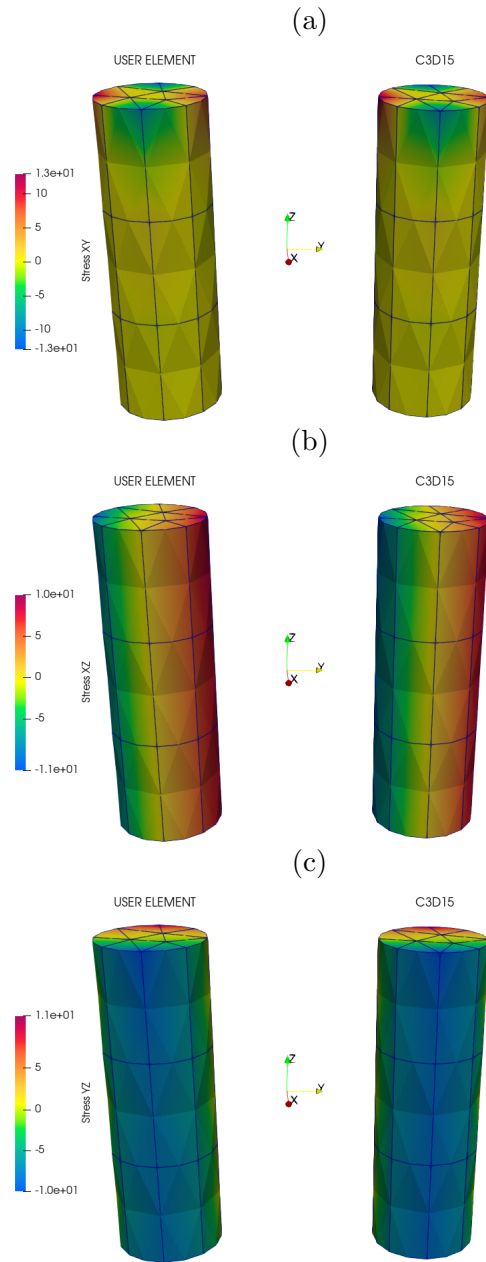 (a)
USER ELEMENT
C3D15
1.3e+01
10
5
0
-5
-10
-1.3e+01
Stress XY
Z
Y
X
(b)
USER ELEMENT
C3D15
1.0e+01
5
0
-5
-1.1e+01
Stress XZ
Z
Y
X
(c)
USER ELEMENT
C3D15
1.1e+01
5
0
-5
-1.0e+01
Stress YZ
Z
Y
X